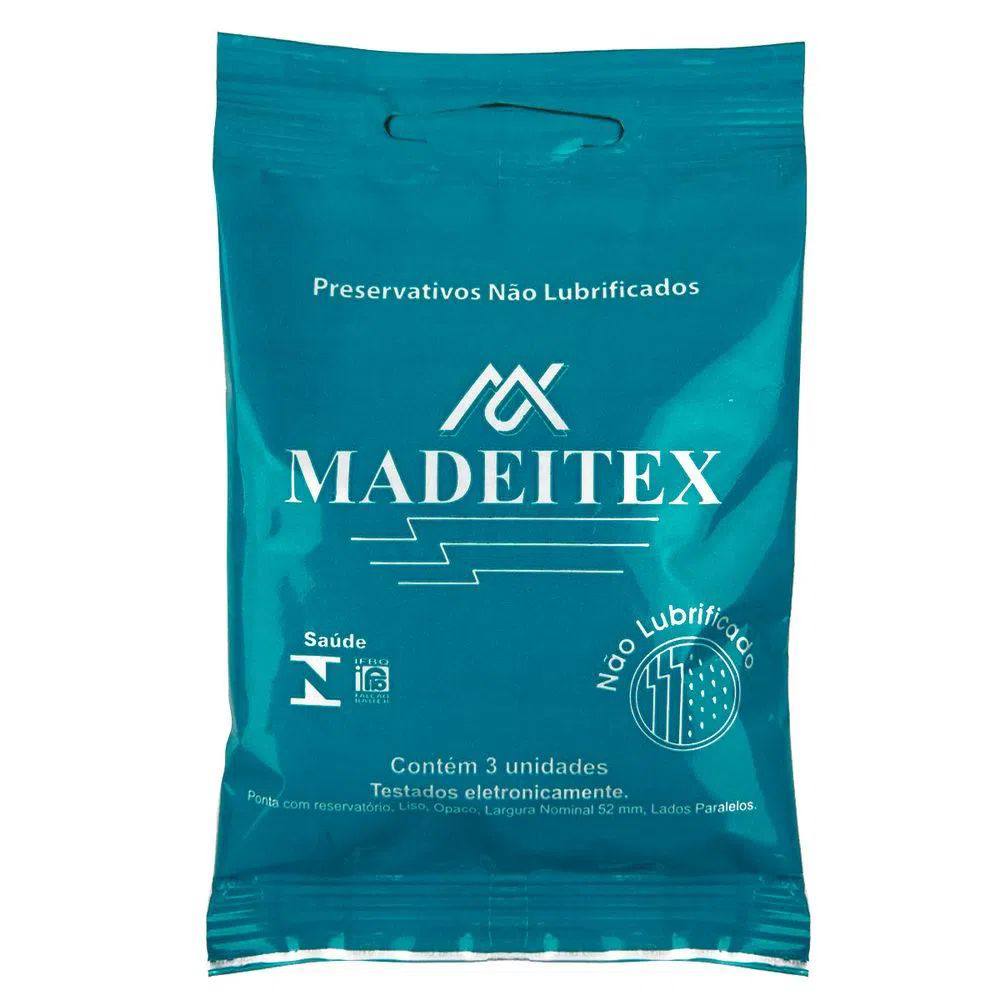 Preservativos Não Lubrificados
MADEITEX
Saúde
IFBQ
Não Lubrificado
Contém 3 unidades
Testados eletronicamente.
Ponta com reservatório, Liso, Opaco, Largura Nominal 52 mm, Lados Paralelos.